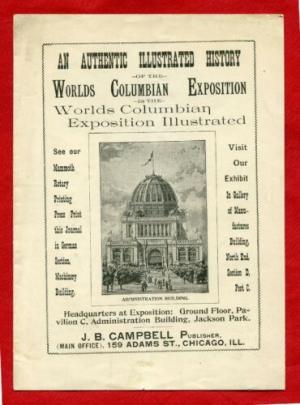 AN AUTHENTIC ILLUSTRATED HISTORY
-OF THE-
WORLDS COLUMBIAN EXPOSITION
-IS THE-
Worlds Columbian
Exposition Illustrated
See our
Mammoth
Rotary
Printing
Press Print
this Journal
in German
Section,
Machinery
Building.
Visit
Our
Exhibit
in Gallery
of Manu-
factures
Building,
North End,
Section D,
Post C.
ADMINISTRATION BUILDING.
Headquarters at Exposition: Ground Floor, Pa-
vilion C, Administration Building, Jackson Park.
J. B. CAMPBELL PUBLISHER,
(MAIN OFFICE), 159 ADAMS ST., CHICAGO, ILL.